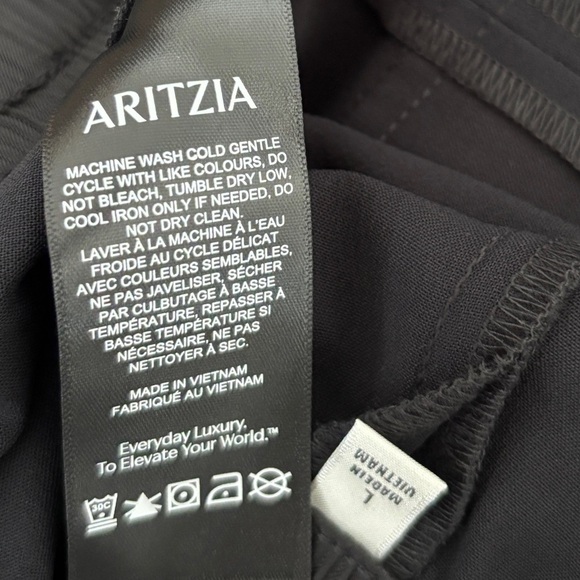 ARITZIA
MACHINE WASH COLD GENTLE
CYCLE WITH LIKE COLOURS, DO
NOT BLEACH, TUMBLE DRY LOW,
COOL IRON ONLY IF NEEDED, DO
NOT DRY CLEAN.
LAVER À LA MACHINE À L'EAU
FROIDE AU CYCLE DÉLICAT
AVEC COULEURS SEMBLABLES,
NE PAS JAVELISER, SÉCHER
PAR CULBUTAGE À BASSE
TEMPÉRATURE, REPASSER À
BASSE TEMPÉRATURE SI
NÉCESSAIRE, NE PAS
NETTOYER À SEC.
MADE IN VIETNAM
FABRIQUÉ AU VIETNAM
Everyday Luxury.
To Elevate Your World.™
30C
L
MADE IN
VIETNAM